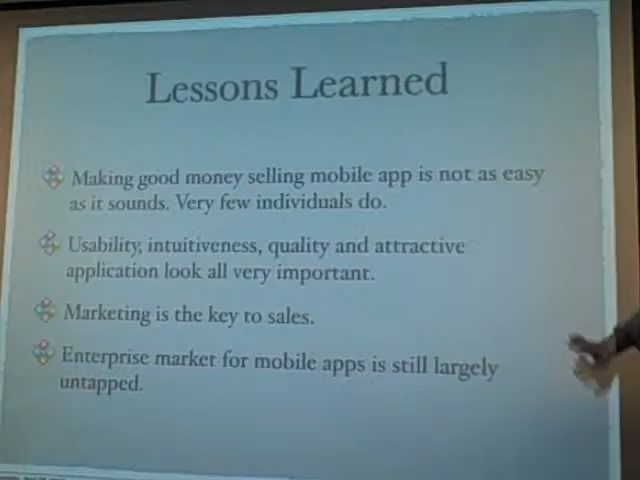 Lessons Learned
Making good money selling mobile app is not as easy
as it sounds. Very few individuals do.
Usability, intuitiveness, quality and attractive
application look all very important.
Marketing is the key to sales.
Enterprise market for mobile apps is still largely
untapped.